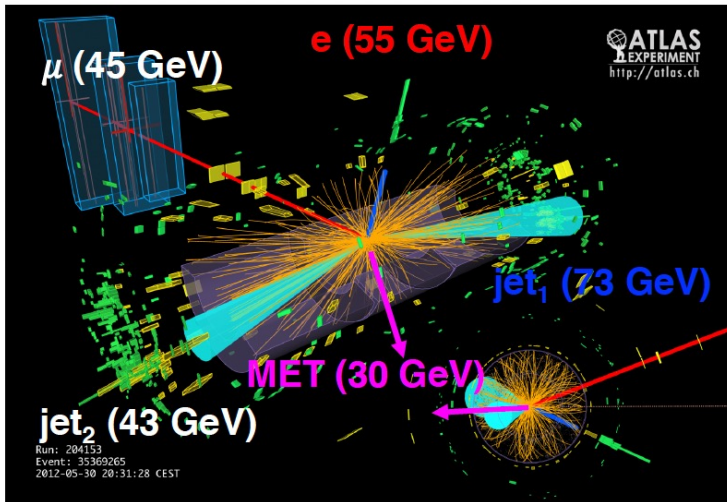 e (55 GeV)
ATLAS
EXPERIMENT
http://atlas.ch
μ (45 GeV)
jet₁ (73 GeV)
MET (30 GeV)
jet₂ (43 GeV)
Run: 204153
Event: 35369265
2012-05-30 20:31:28 CEST